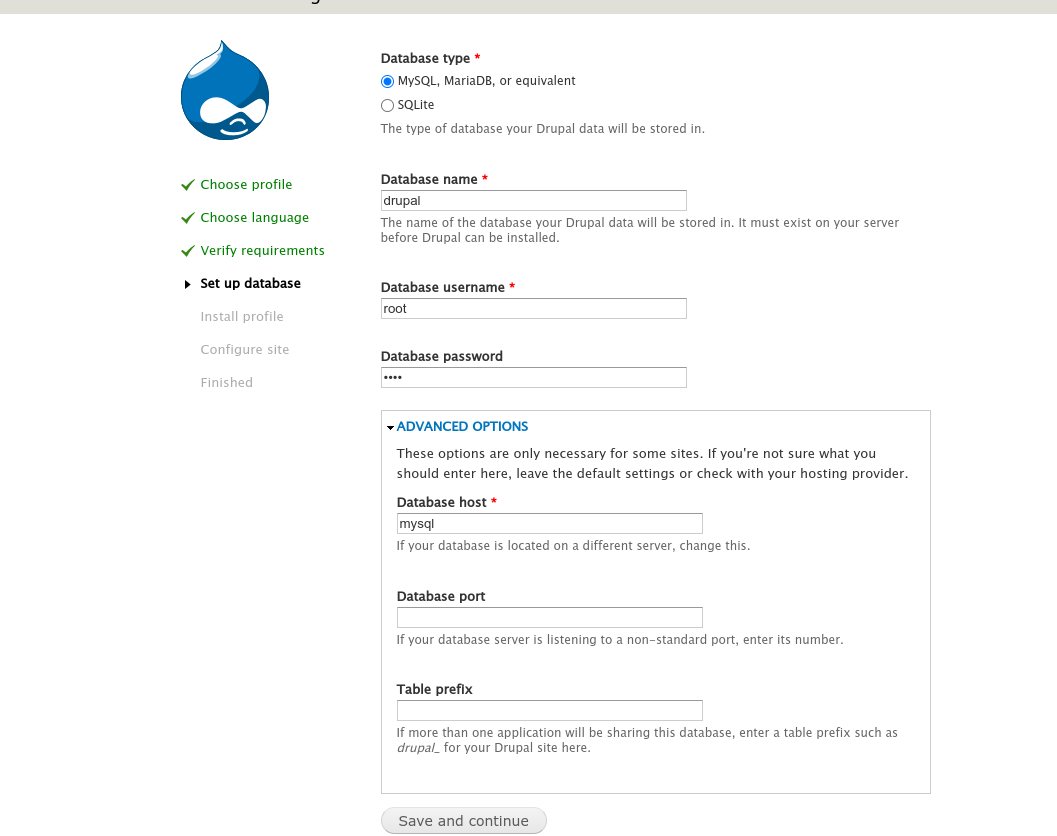 Choose profile
Choose language
Verify requirements
Set up database
Install profile
Configure site
Finished
Database type *
MySQL, MariaDB, or equivalent
SQLite
The type of database your Drupal data will be stored in.
Database name *
drupal
The name of the database your Drupal data will be stored in. It must exist on your server
before Drupal can be installed.
Database username *
root
Database password
••••
ADVANCED OPTIONS
These options are only necessary for some sites. If you're not sure what you
should enter here, leave the default settings or check with your hosting provider.
Database host *
mysql
If your database is located on a different server, change this.
Database port
If your database server is listening to a non-standard port, enter its number.
Table prefix
If more than one application will be sharing this database, enter a table prefix such as
drupal_ for your Drupal site here.
Save and continue